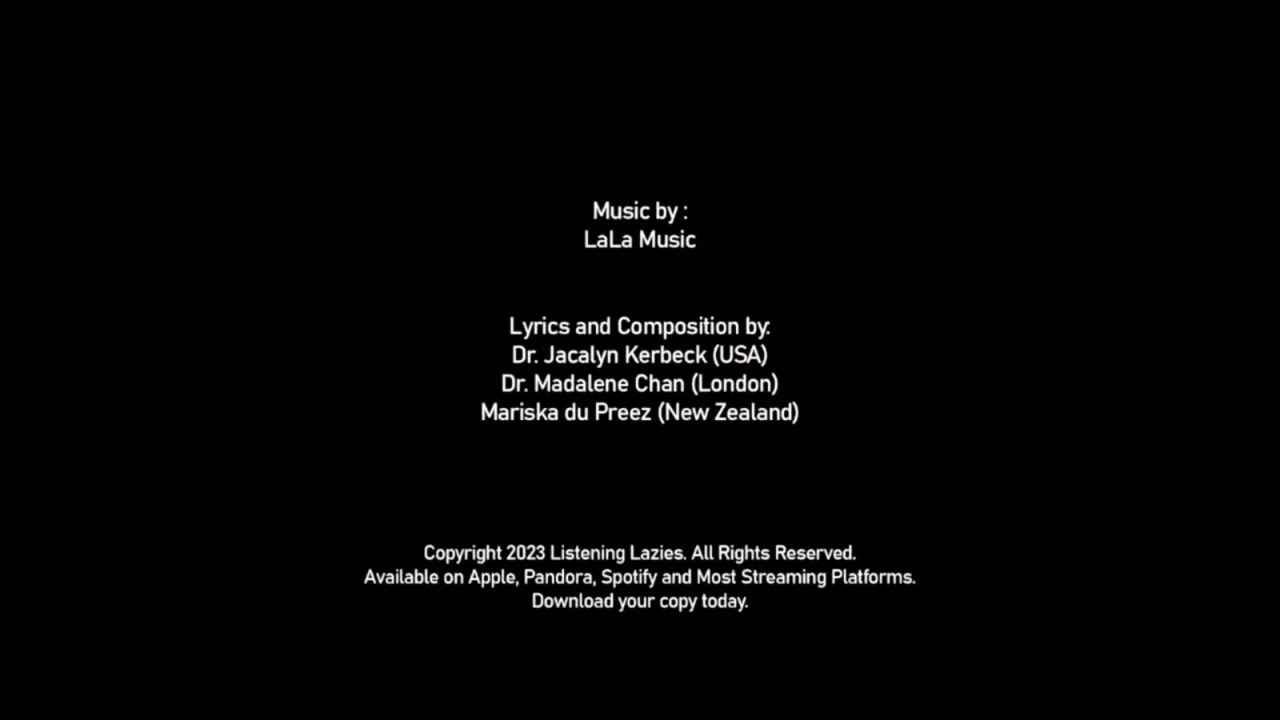 Music by :
LaLa Music
Lyrics and Composition by:
Dr. Jacalyn Kerbeck (USA)
Dr. Madalene Chan (London)
Mariska du Preez (New Zealand)
Copyright 2023 Listening Lazies. All Rights Reserved.
Available on Apple, Pandora, Spotify and Most Streaming Platforms.
Download your copy today.